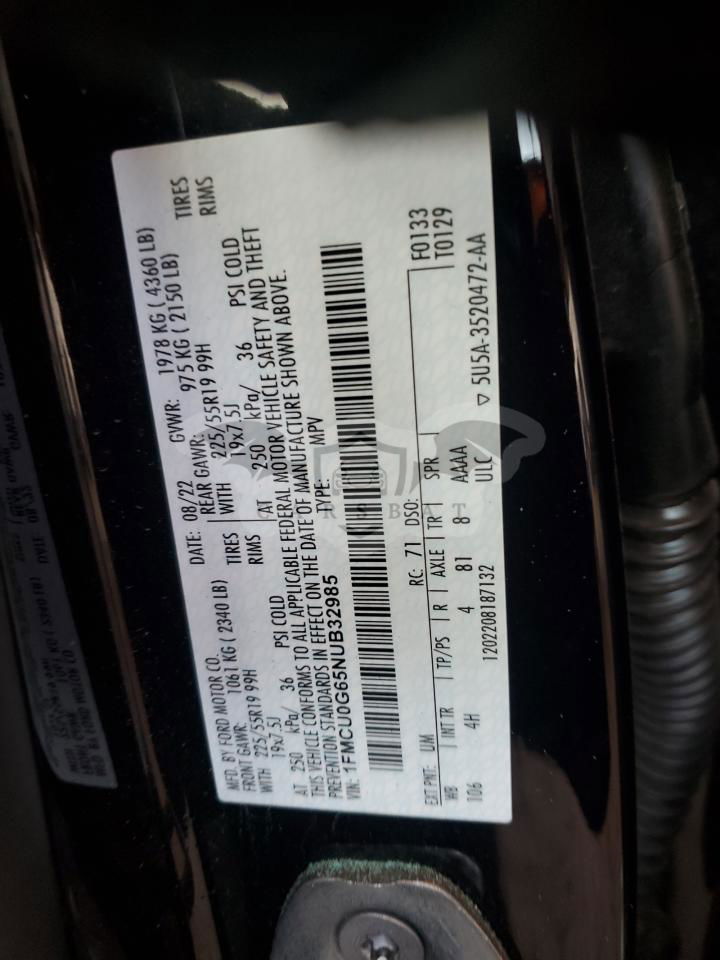 MFD. BY FORD MOTOR CO.
DATE: 08/22
GVWR: 1978 KG ( 4360 LB)
FRONT GAWR: 1061 KG ( 2340 LB)
REAR GAWR: 975 KG ( 2150 LB)
WITH 225/55R19 99H TIRES
WITH 225/55R19 99H TIRES
19x7.5J RIMS
19x7.5J RIMS
AT 250 kPa/ 36 PSI COLD
AT 250 kPa/ 36 PSI COLD
THIS VEHICLE CONFORMS TO ALL APPLICABLE FEDERAL MOTOR VEHICLE SAFETY AND THEFT
PREVENTION STANDARDS IN EFFECT ON THE DATE OF MANUFACTURE SHOWN ABOVE.
VIN: 1FMCU0G65NUB32985
TYPE: MPV
EXT PNT: UM RC: 71 DSO: F0133
WB INT TR TP/PS R AXLE TR SPR T0129
106 4H 4 81 8 AAAA
1202208187132 ULC ▽ 5U5A-3520472-AA